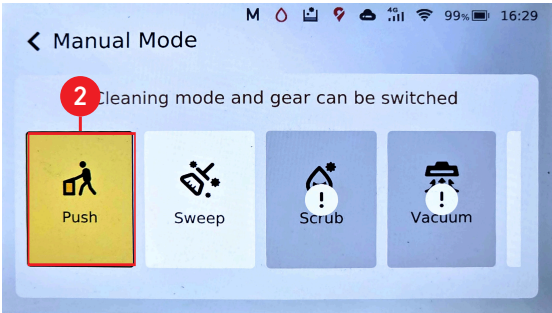 M 4G 99% 16:29
Manual Mode
2
Cleaning mode and gear can be switched
Push Sweep Scrub Vacuum
! !